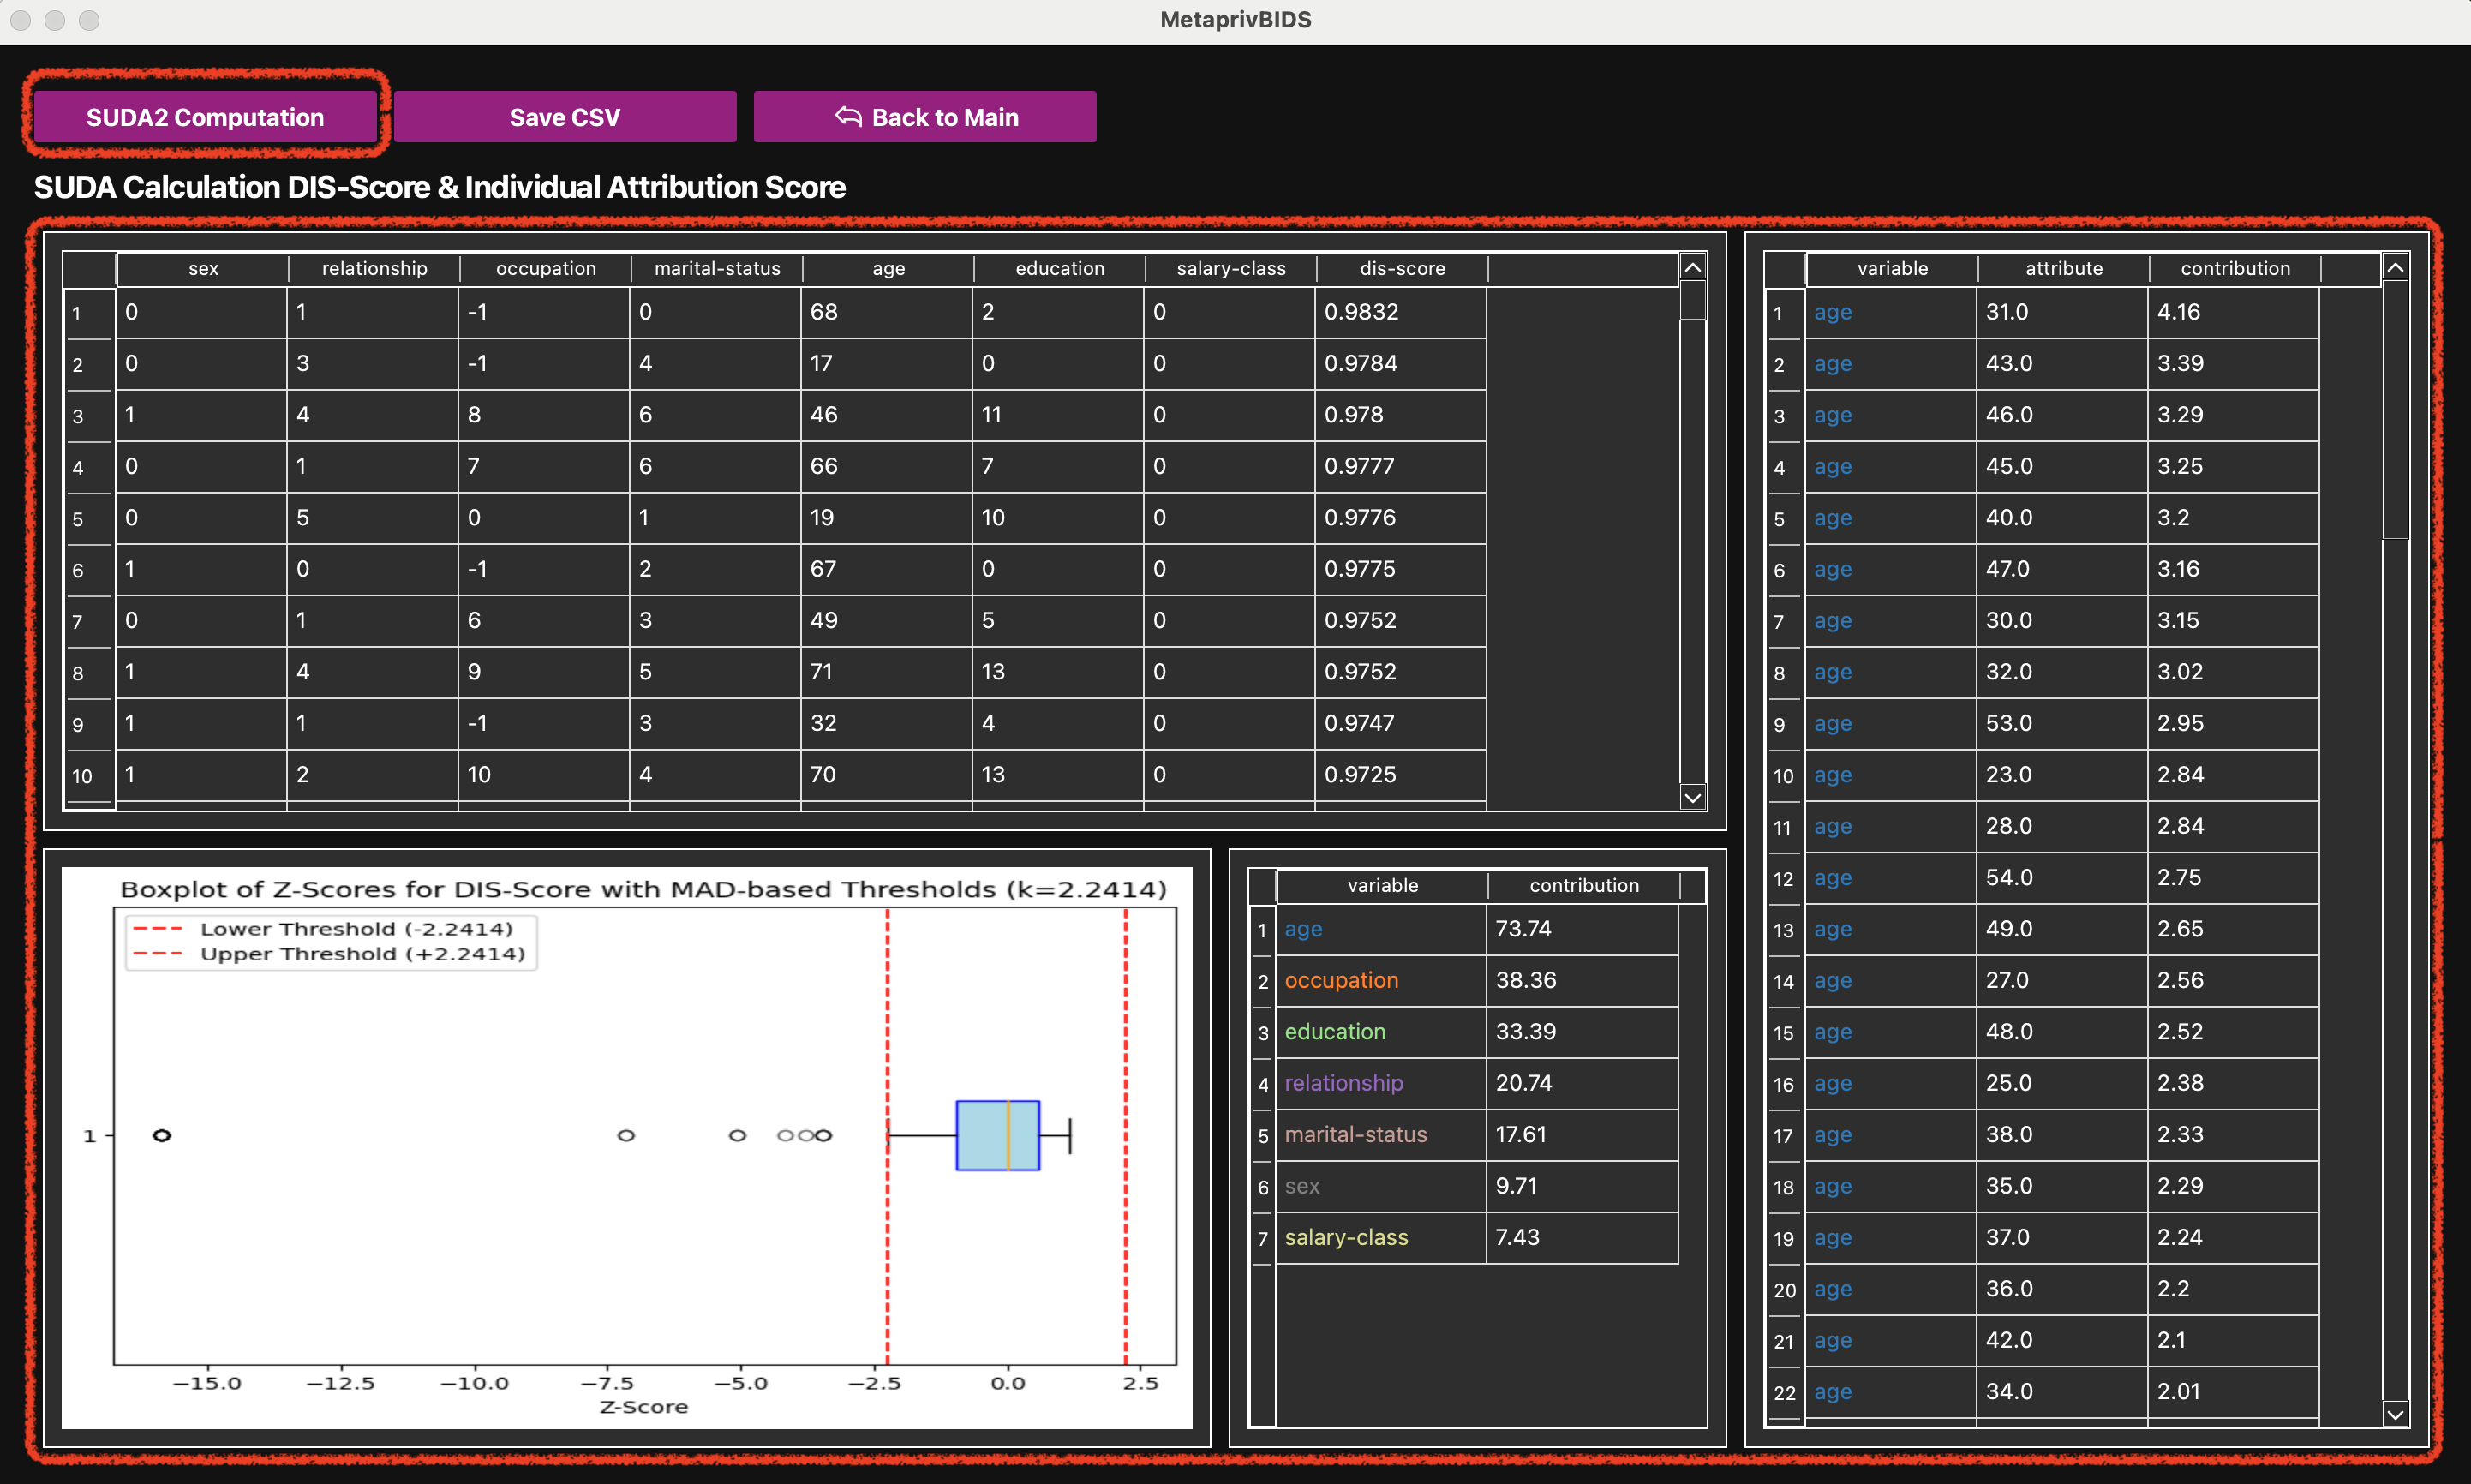 MetaprivBIDS
SUDA2 Computation Save CSV Back to Main
SUDA Calculation DIS-Score & Individual Attribution Score
sex relationship occupation marital-status age education salary-class dis-score
1 0 1 -1 0 68 2 0 0.9832
2 0 3 -1 4 17 0 0 0.9784
3 1 4 8 6 46 11 0 0.978
4 0 1 7 6 66 7 0 0.9777
5 0 5 0 1 19 10 0 0.9776
6 1 0 -1 2 67 0 0 0.9775
7 0 1 6 3 49 5 0 0.9752
8 1 4 9 5 71 13 0 0.9752
9 1 1 -1 3 32 4 0 0.9747
10 1 2 10 4 70 13 0 0.9725
Boxplot of Z-Scores for DIS-Score with MAD-based Thresholds (k=2.2414)
Lower Threshold (-2.2414)
Upper Threshold (+2.2414)
1
−15.0 −12.5 −10.0 −7.5 −5.0 −2.5 0.0 2.5
Z-Score
variable contribution
1 age 73.74
2 occupation 38.36
3 education 33.39
4 relationship 20.74
5 marital-status 17.61
6 sex 9.71
7 salary-class 7.43
variable attribute contribution
1 age 31.0 4.16
2 age 43.0 3.39
3 age 46.0 3.29
4 age 45.0 3.25
5 age 40.0 3.2
6 age 47.0 3.16
7 age 30.0 3.15
8 age 32.0 3.02
9 age 53.0 2.95
10 age 23.0 2.84
11 age 28.0 2.84
12 age 54.0 2.75
13 age 49.0 2.65
14 age 27.0 2.56
15 age 48.0 2.52
16 age 25.0 2.38
17 age 38.0 2.33
18 age 35.0 2.29
19 age 37.0 2.24
20 age 36.0 2.2
21 age 42.0 2.1
22 age 34.0 2.01